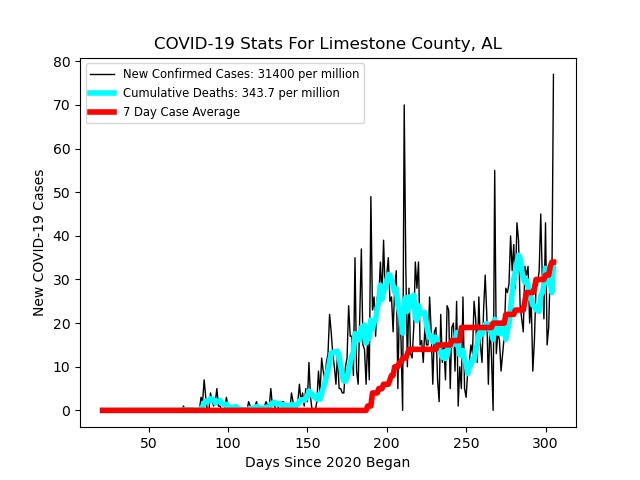 COVID-19 Stats For Limestone County, AL
New Confirmed Cases: 31400 per million
Cumulative Deaths: 343.7 per million
7 Day Case Average
80
70
60
50
40
30
20
10
0
New COVID-19 Cases
50 100 150 200 250 300
Days Since 2020 Began